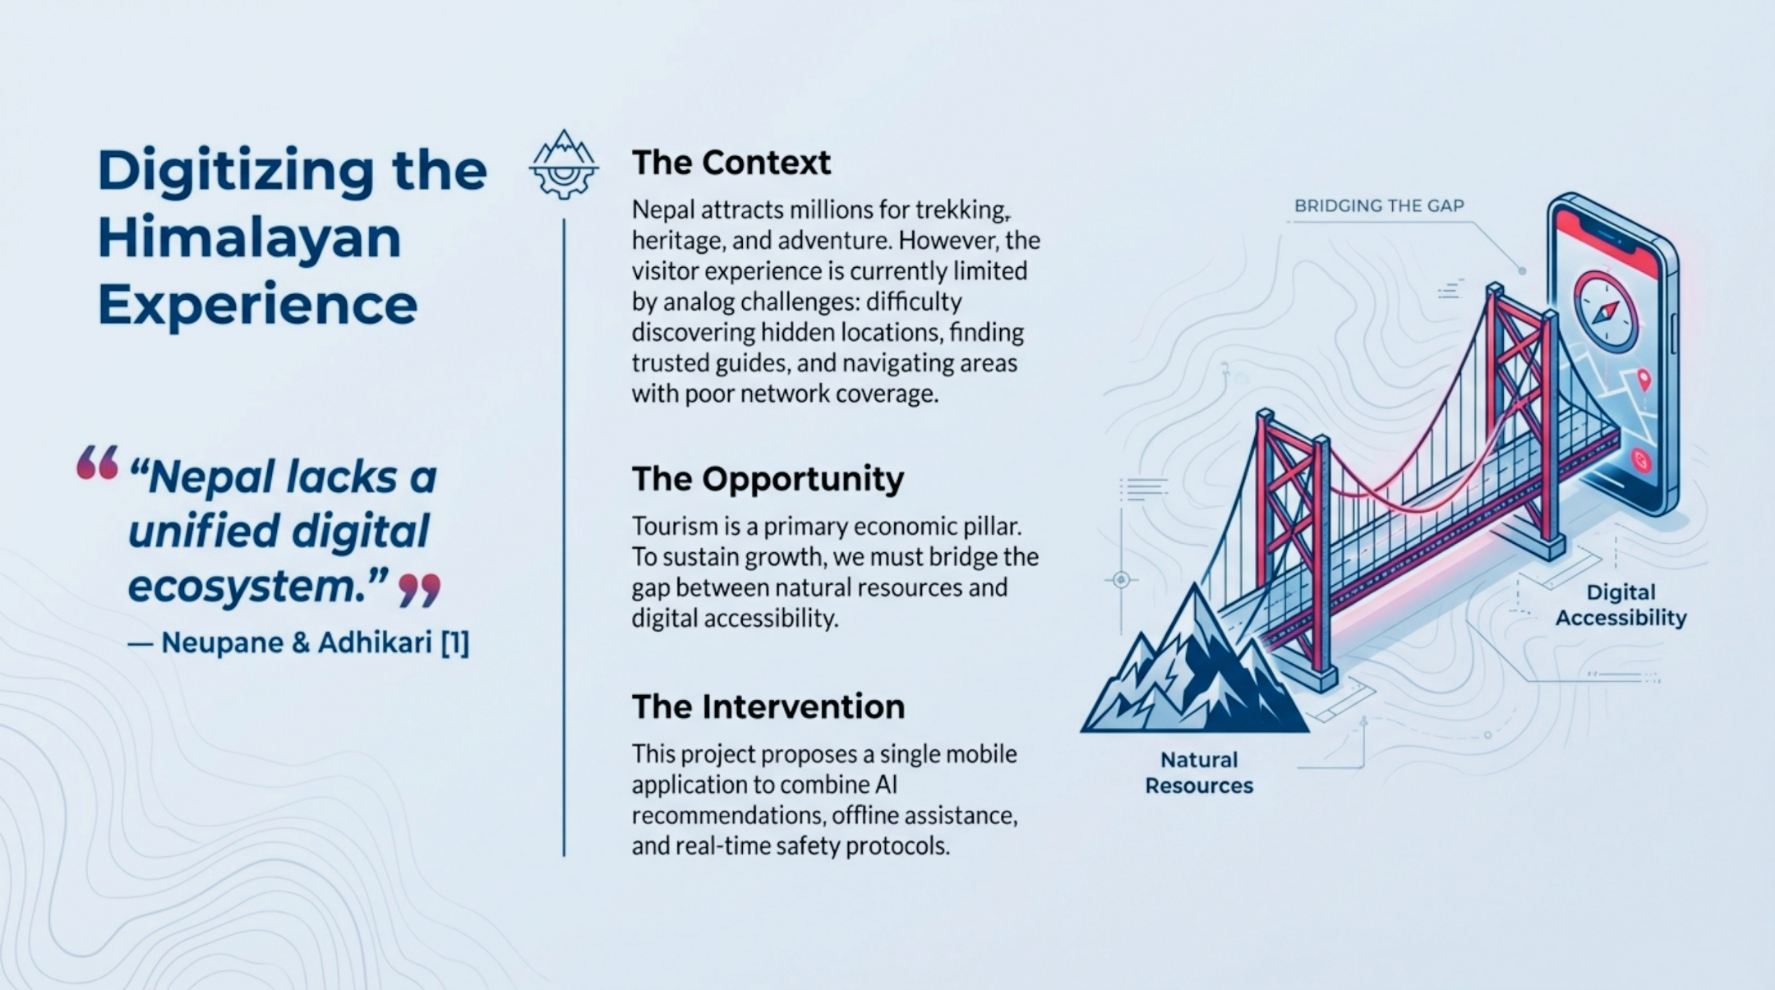 Digitizing the
Himalayan
Experience
“Nepal lacks a
unified digital
ecosystem.”
— Neupane & Adhikari [1]
The Context
Nepal attracts millions for trekking,
heritage, and adventure. However, the
visitor experience is currently limited
by analog challenges: difficulty
discovering hidden locations, finding
trusted guides, and navigating areas
with poor network coverage.
The Opportunity
Tourism is a primary economic pillar.
To sustain growth, we must bridge the
gap between natural resources and
digital accessibility.
The Intervention
This project proposes a single mobile
application to combine AI
recommendations, offline assistance,
and real-time safety protocols.
BRIDGING THE GAP
Digital
Accessibility
Natural
Resources